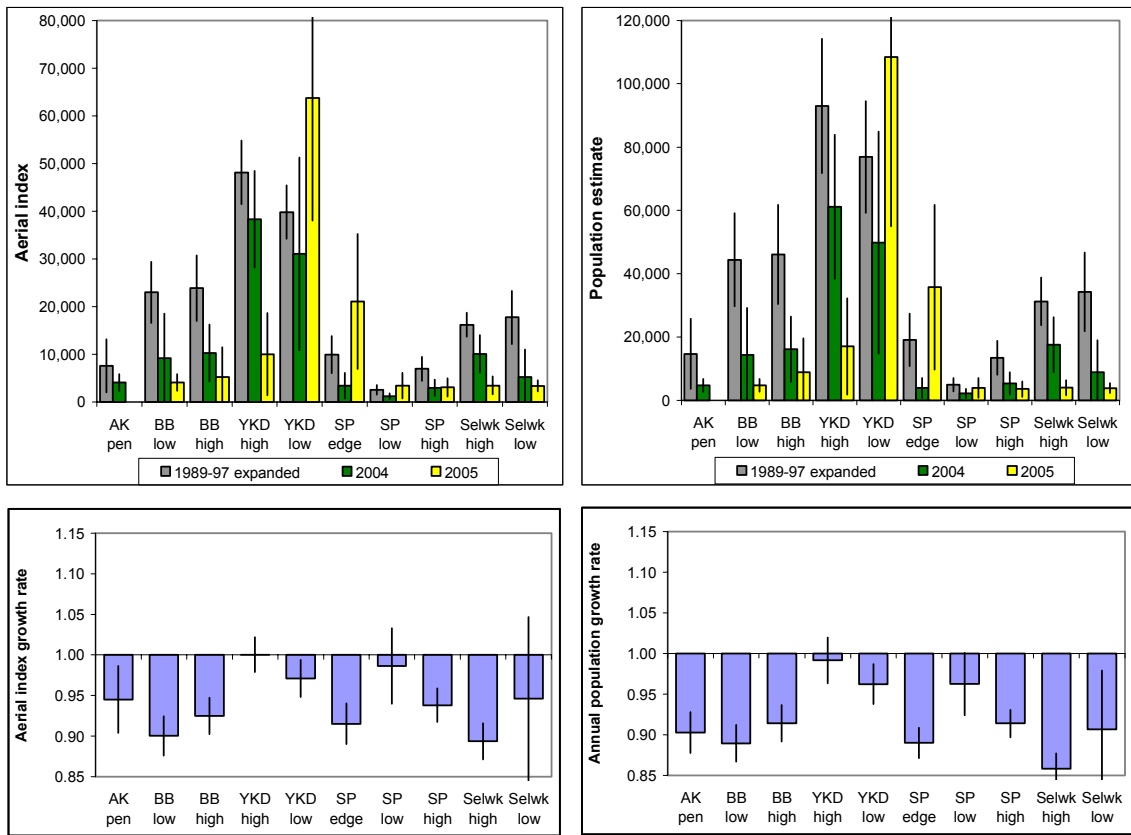 80,000
70,000
60,000
50,000
40,000
30,000
20,000
10,000
0
Aerial index
AK pen
BB low
BB high
YKD high
YKD low
SP edge
SP low
SP high
Selwk high
Selwk low
1989-97 expanded
2004
2005
120,000
100,000
80,000
60,000
40,000
20,000
0
Population estimate
AK pen
BB low
BB high
YKD high
YKD low
SP edge
SP low
SP high
Selwk high
Selwk low
1989-97 expanded
2004
2005
1.15
1.10
1.05
1.00
0.95
0.90
0.85
Aerial index growth rate
AK pen
BB low
BB high
YKD high
YKD low
SP edge
SP low
SP high
Selwk high
Selwk low
1.15
1.10
1.05
1.00
0.95
0.90
0.85
Annual population growth rate
AK pen
BB low
BB high
YKD high
YKD low
SP edge
SP low
SP high
Selwk high
Selwk low